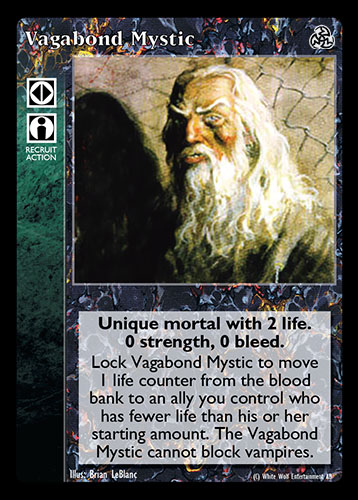 Vagabond Mystic
RECRUIT
ACTION
Unique mortal with 2 life.
0 strength, 0 bleed.
Lock Vagabond Mystic to move
1 life counter from the blood
bank to an ally you control who
has fewer life than his or her
starting amount. The Vagabond
Mystic cannot block vampires.
Illus: Brian LeBlanc